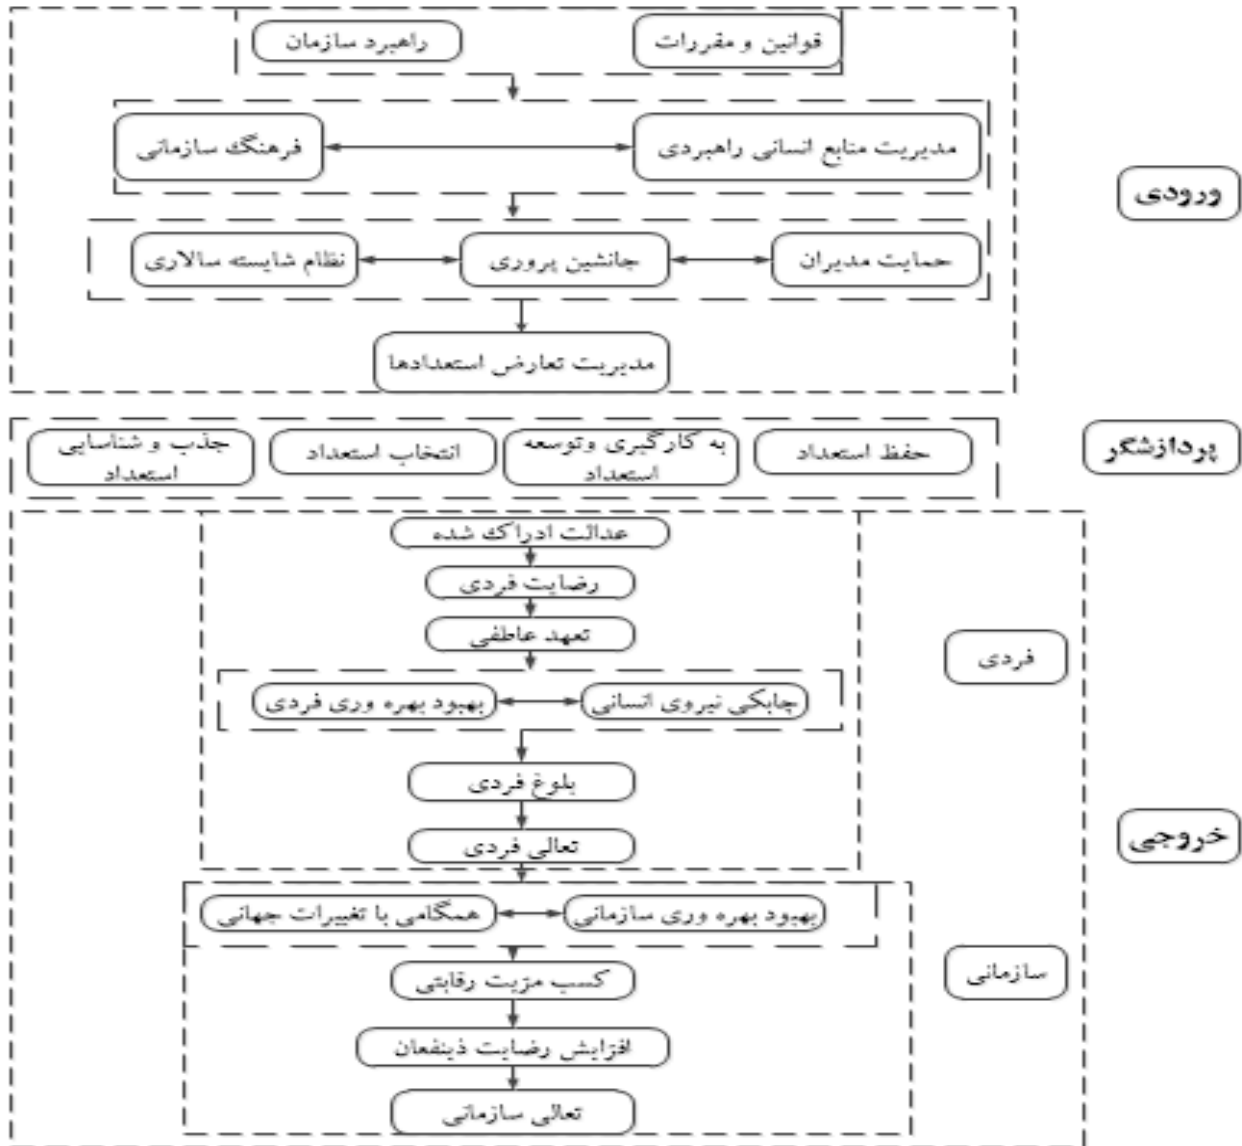 قوانین و مقررات
راهبرد سازمان
مدیریت منابع انسانی راهبردی
فرهنگ سازمانی
ورودی
حمایت مدیران
جانشین پروری
نظام شایسته سالاری
مدیریت تعارض استعدادها
پردازشگر
حفظ استعداد
به کارگیری وتوسعه
استعداد
انتخاب استعداد
جذب و شناسایی
استعداد
خروجی
فردی
عدالت ادراک شده
رضایت فردی
تعهد عاطفی
چابکی نیروی انسانی
بهبود بهره وری فردی
بلوغ فردی
تعالی فردی
سازمانی
بهبود بهره وری سازمانی
همگامی با تغییرات جهانی
کسب مزیت رقابتی
افزایش رضایت ذینفعان
تعالی سازمانی